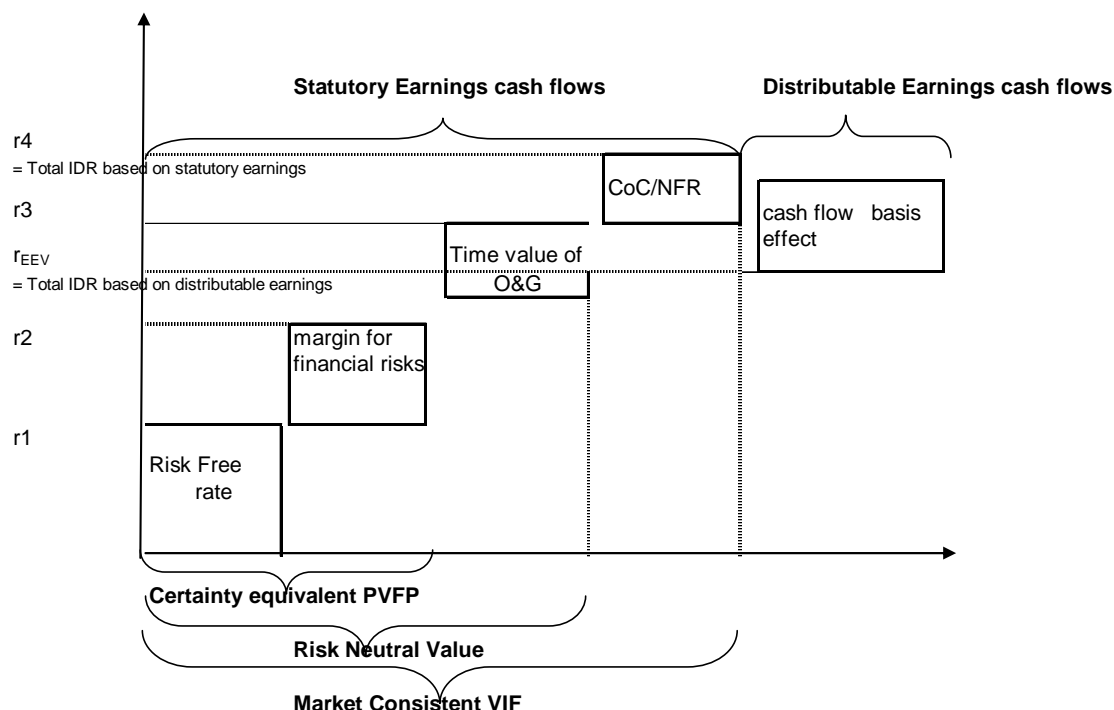 Statutory Earnings cash flows
Distributable Earnings cash flows
r4
= Total IDR based on statutory earnings
CoC/NFR
r3
cash flow basis
effect
rEEV
Time value of
O&G
= Total IDR based on distributable earnings
r2
margin for
financial risks
r1
Risk Free
rate
Certainty equivalent PVFP
Risk Neutral Value
Market Consistent VIF